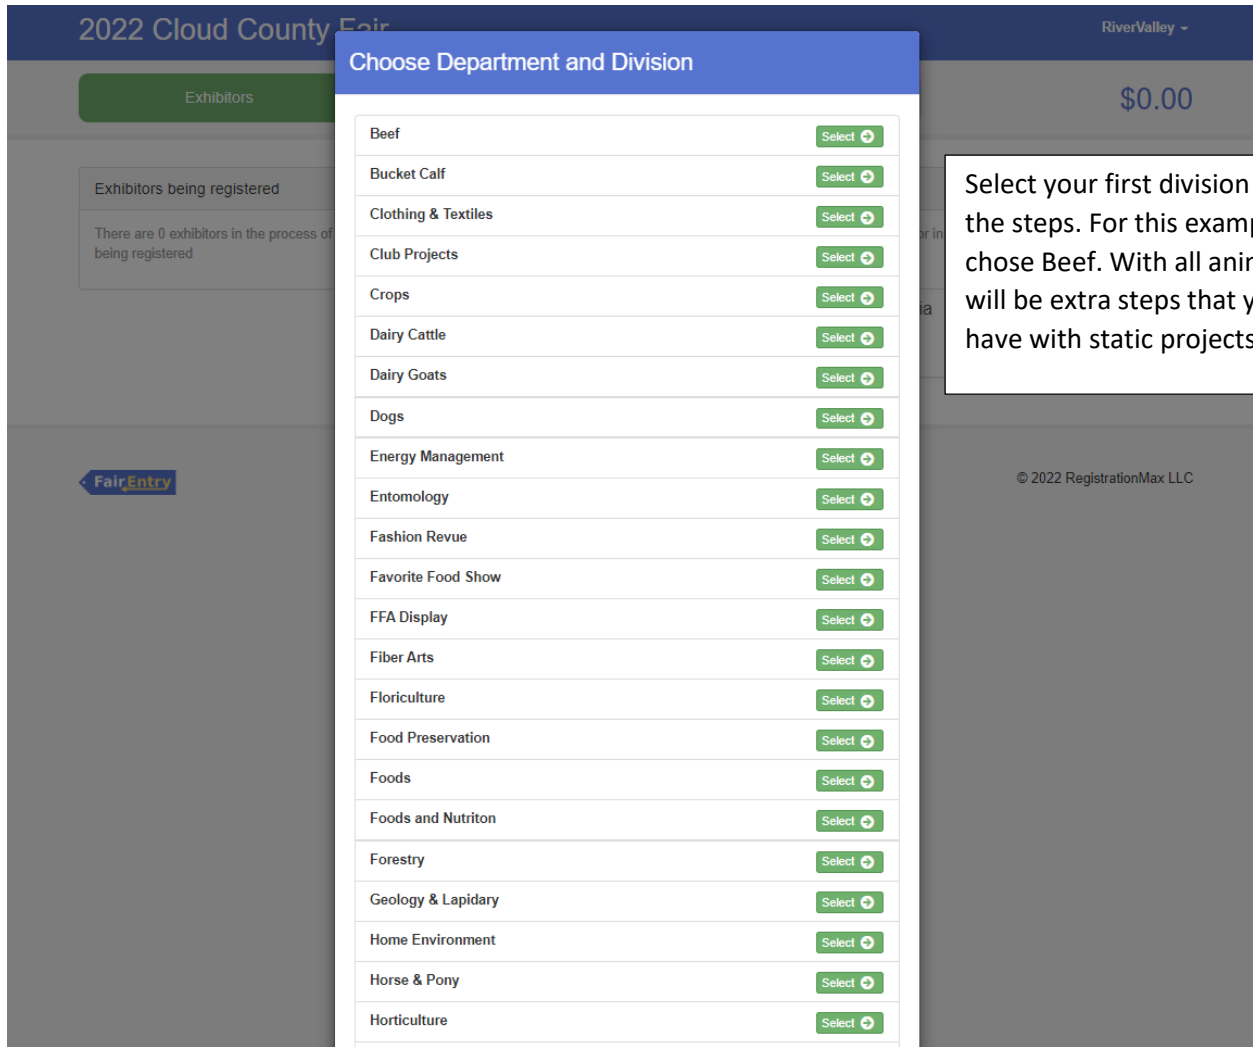 2022 Cloud County Fair
RiverValley
Exhibitors
$0.00
Choose Department and Division
Beef Select
Bucket Calf Select
Clothing & Textiles Select
Club Projects Select
Crops Select
Dairy Cattle Select
Dairy Goats Select
Dogs Select
Energy Management Select
Entomology Select
Fashion Revue Select
Favorite Food Show Select
FFA Display Select
Fiber Arts Select
Floriculture Select
Food Preservation Select
Foods Select
Foods and Nutriton Select
Forestry Select
Geology & Lapidary Select
Home Environment Select
Horse & Pony Select
Horticulture Select
Exhibitors being registered
There are 0 exhibitors in the process of
being registered
or in
ia
Select your first division
the steps. For this
chose Beef. With all
will be extra steps that
have with static projects
FairEntry
© 2022 RegistrationMax LLC